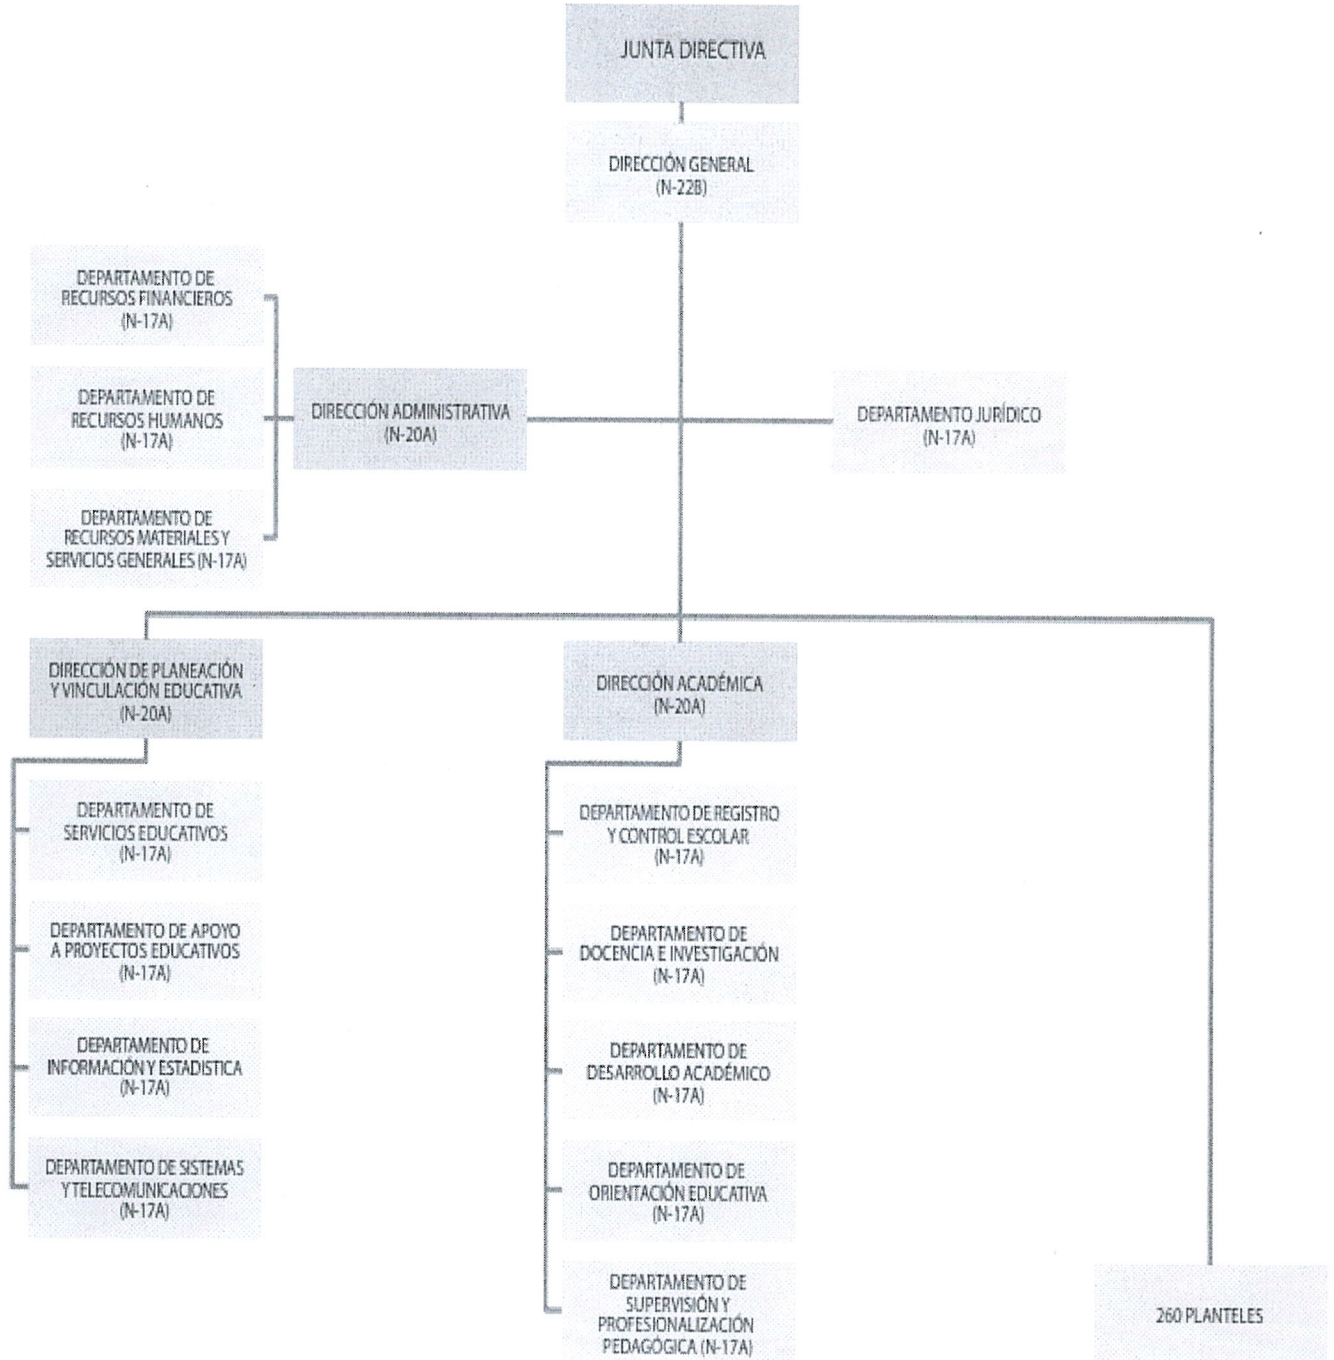 JUNTA DIRECTIVA
DIRECCIÓN GENERAL
(N-22B)
DEPARTAMENTO DE
RECURSOS FINANCIEROS
(N-17A)
DEPARTAMENTO DE
RECURSOS HUMANOS
(N-17A)
DEPARTAMENTO DE
RECURSOS MATERIALES Y
SERVICIOS GENERALES (N-17A)
DIRECCIÓN ADMINISTRATIVA
(N-20A)
DEPARTAMENTO JURÍDICO
(N-17A)
DIRECCIÓN DE PLANEACIÓN
Y VINCULACIÓN EDUCATIVA
(N-20A)
DEPARTAMENTO DE
SERVICIOS EDUCATIVOS
(N-17A)
DEPARTAMENTO DE APOYO
A PROYECTOS EDUCATIVOS
(N-17A)
DEPARTAMENTO DE
INFORMACIÓN Y ESTADISTICA
(N-17A)
DEPARTAMENTO DE SISTEMAS
Y TELECOMUNICACIONES
(N-17A)
DIRECCIÓN ACADÉMICA
(N-20A)
DEPARTAMENTO DE REGISTRO
Y CONTROL ESCOLAR
(N-17A)
DEPARTAMENTO DE
DOCENCIA E INVESTIGACIÓN
(N-17A)
DEPARTAMENTO DE
DESARROLLO ACADÉMICO
(N-17A)
DEPARTAMENTO DE
ORIENTACIÓN EDUCATIVA
(N-17A)
DEPARTAMENTO DE
SUPERVISIÓN Y
PROFESIONALIZACIÓN
PEDAGÓGICA (N-17A)
260 PLANTELES